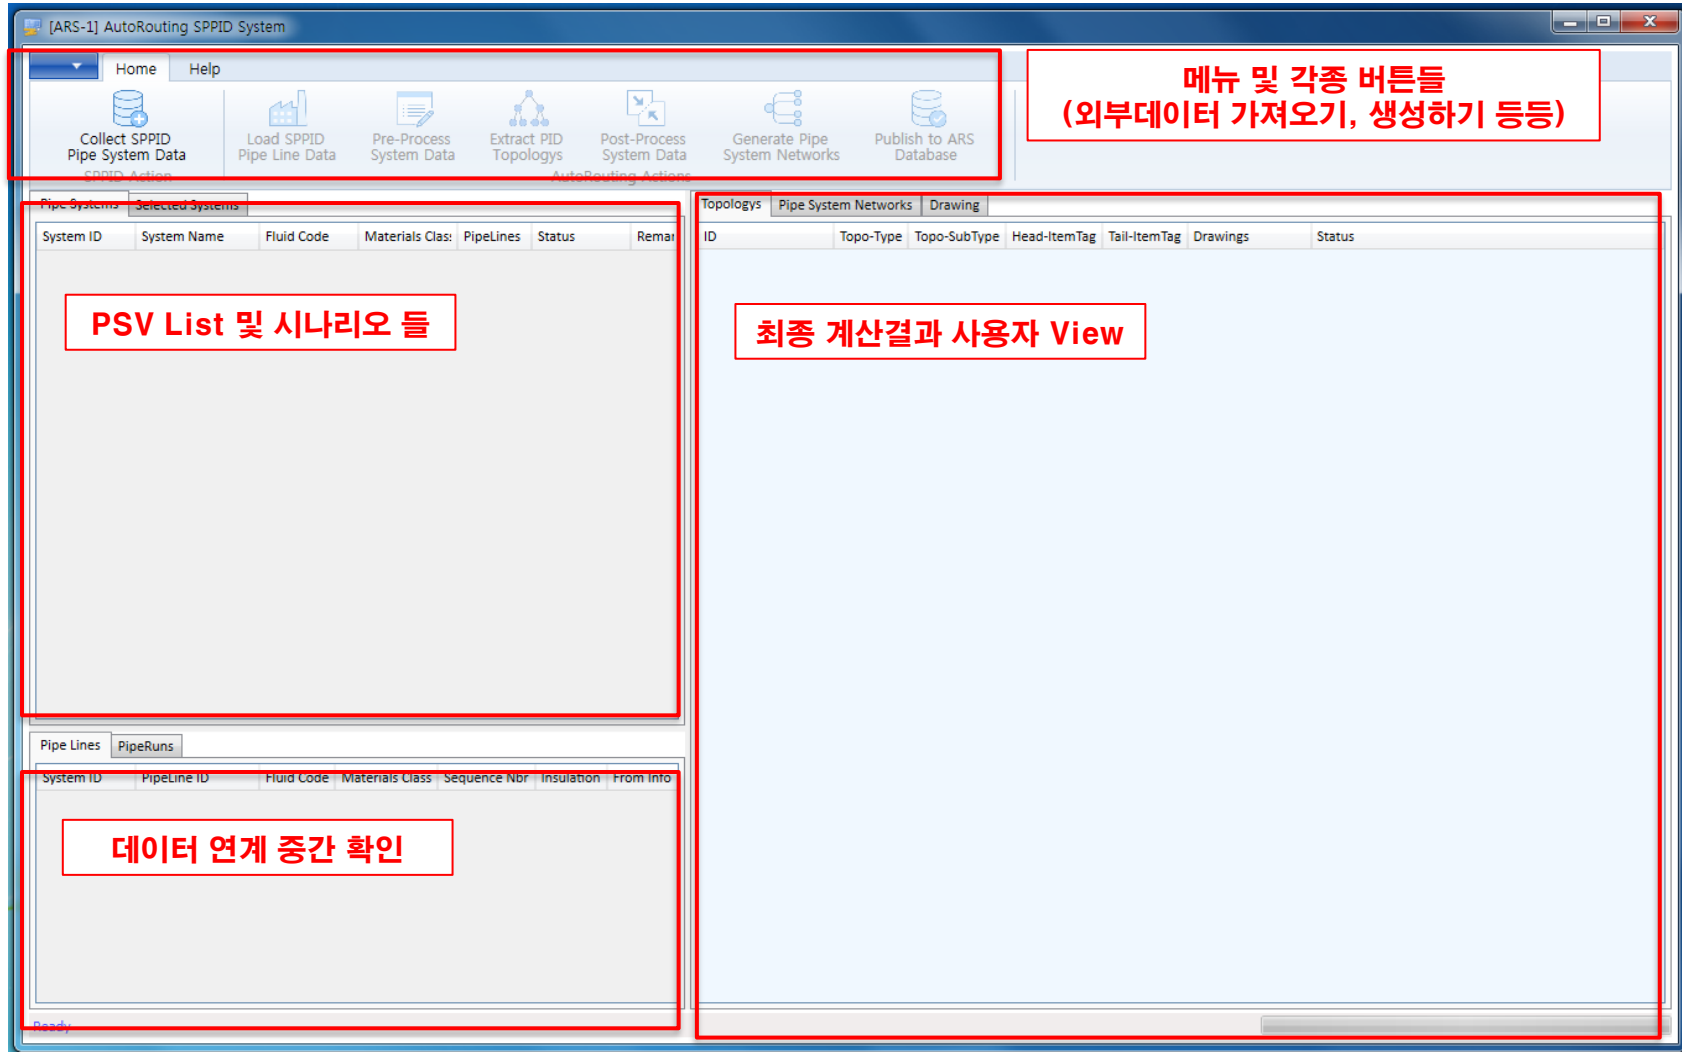 [ARS-1] AutoRouting SPPID System
Home Help
메뉴 및 각종 버튼들
(외부데이터 가져오기, 생성하기 등등)
Collect SPPID
Pipe System Data
Load SPPID
Pipe Line Data
Pre-Process
System Data
Extract PID
Topologys
Post-Process
System Data
Generate Pipe
System Networks
Publish to ARS
Database
SPPID Action
AutoRouting Actions
Pipe Systems Selected Systems
System ID System Name Fluid Code Materials Clas: PipeLines Status Remar
PSV List 및 시나리오 들
Topologys Pipe System Networks Drawing
ID Topo-Type Topo-SubType Head-ItemTag Tail-ItemTag Drawings Status
최종 계산결과 사용자 View
Pipe Lines PipeRuns
System ID PipeLine ID Fluid Code Materials Class Sequence Nbr Insulation From Info
데이터 연계 중간 확인
Ready